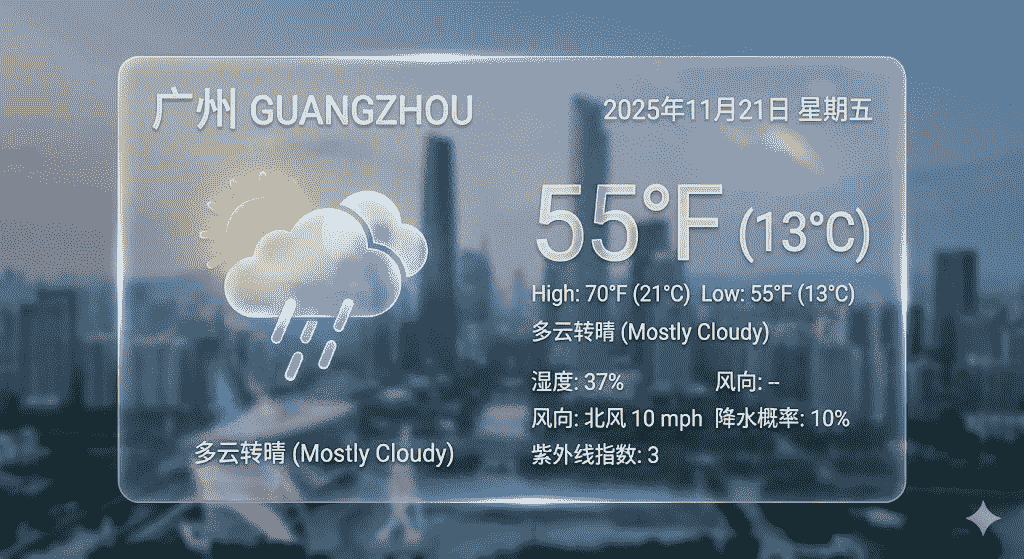 广州 GUANGZHOU
2025年11月21日 星期五
55°F (13°C)
High: 70°F (21°C) Low: 55°F (13°C)
多云转晴 (Mostly Cloudy)
湿度: 37% 风向: --
风向: 北风 10 mph 降水概率: 10%
紫外线指数: 3
多云转晴 (Mostly Cloudy)